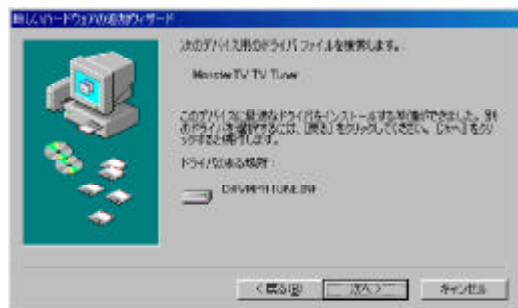 新しいハードウェアの追加ウィザード
次のデバイス用のドライバ ファイルを検索します。
MonsterTV TV Tuner
このデバイスに最適なドライバをインストールする準備ができました。別
のドライバを選択するには、[戻る] をクリックしてください。[次へ] をクリ
ックすると続行します。
ドライバのある場所:
< 戻る(B)
次へ >
キャンセル